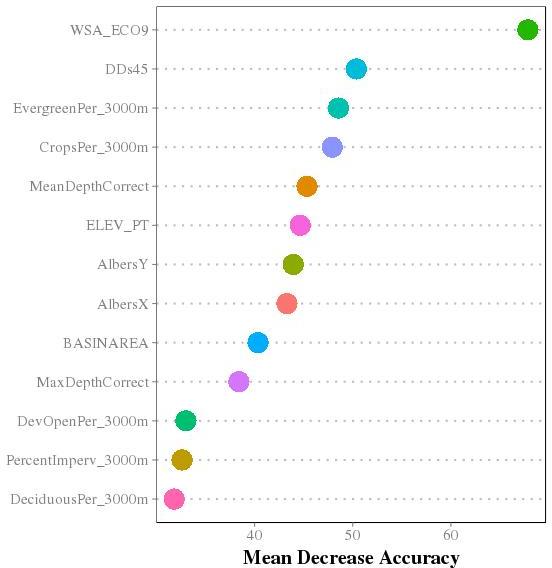 WSA_ECO9
DDs45
EvergreenPer_3000m
CropsPer_3000m
MeanDepthCorrect
ELEV_PT
AlbersY
AlbersX
BASINAREA
MaxDepthCorrect
DevOpenPer_3000m
PercentImperv_3000m
DeciduousPer_3000m
40 50 60
Mean Decrease Accuracy